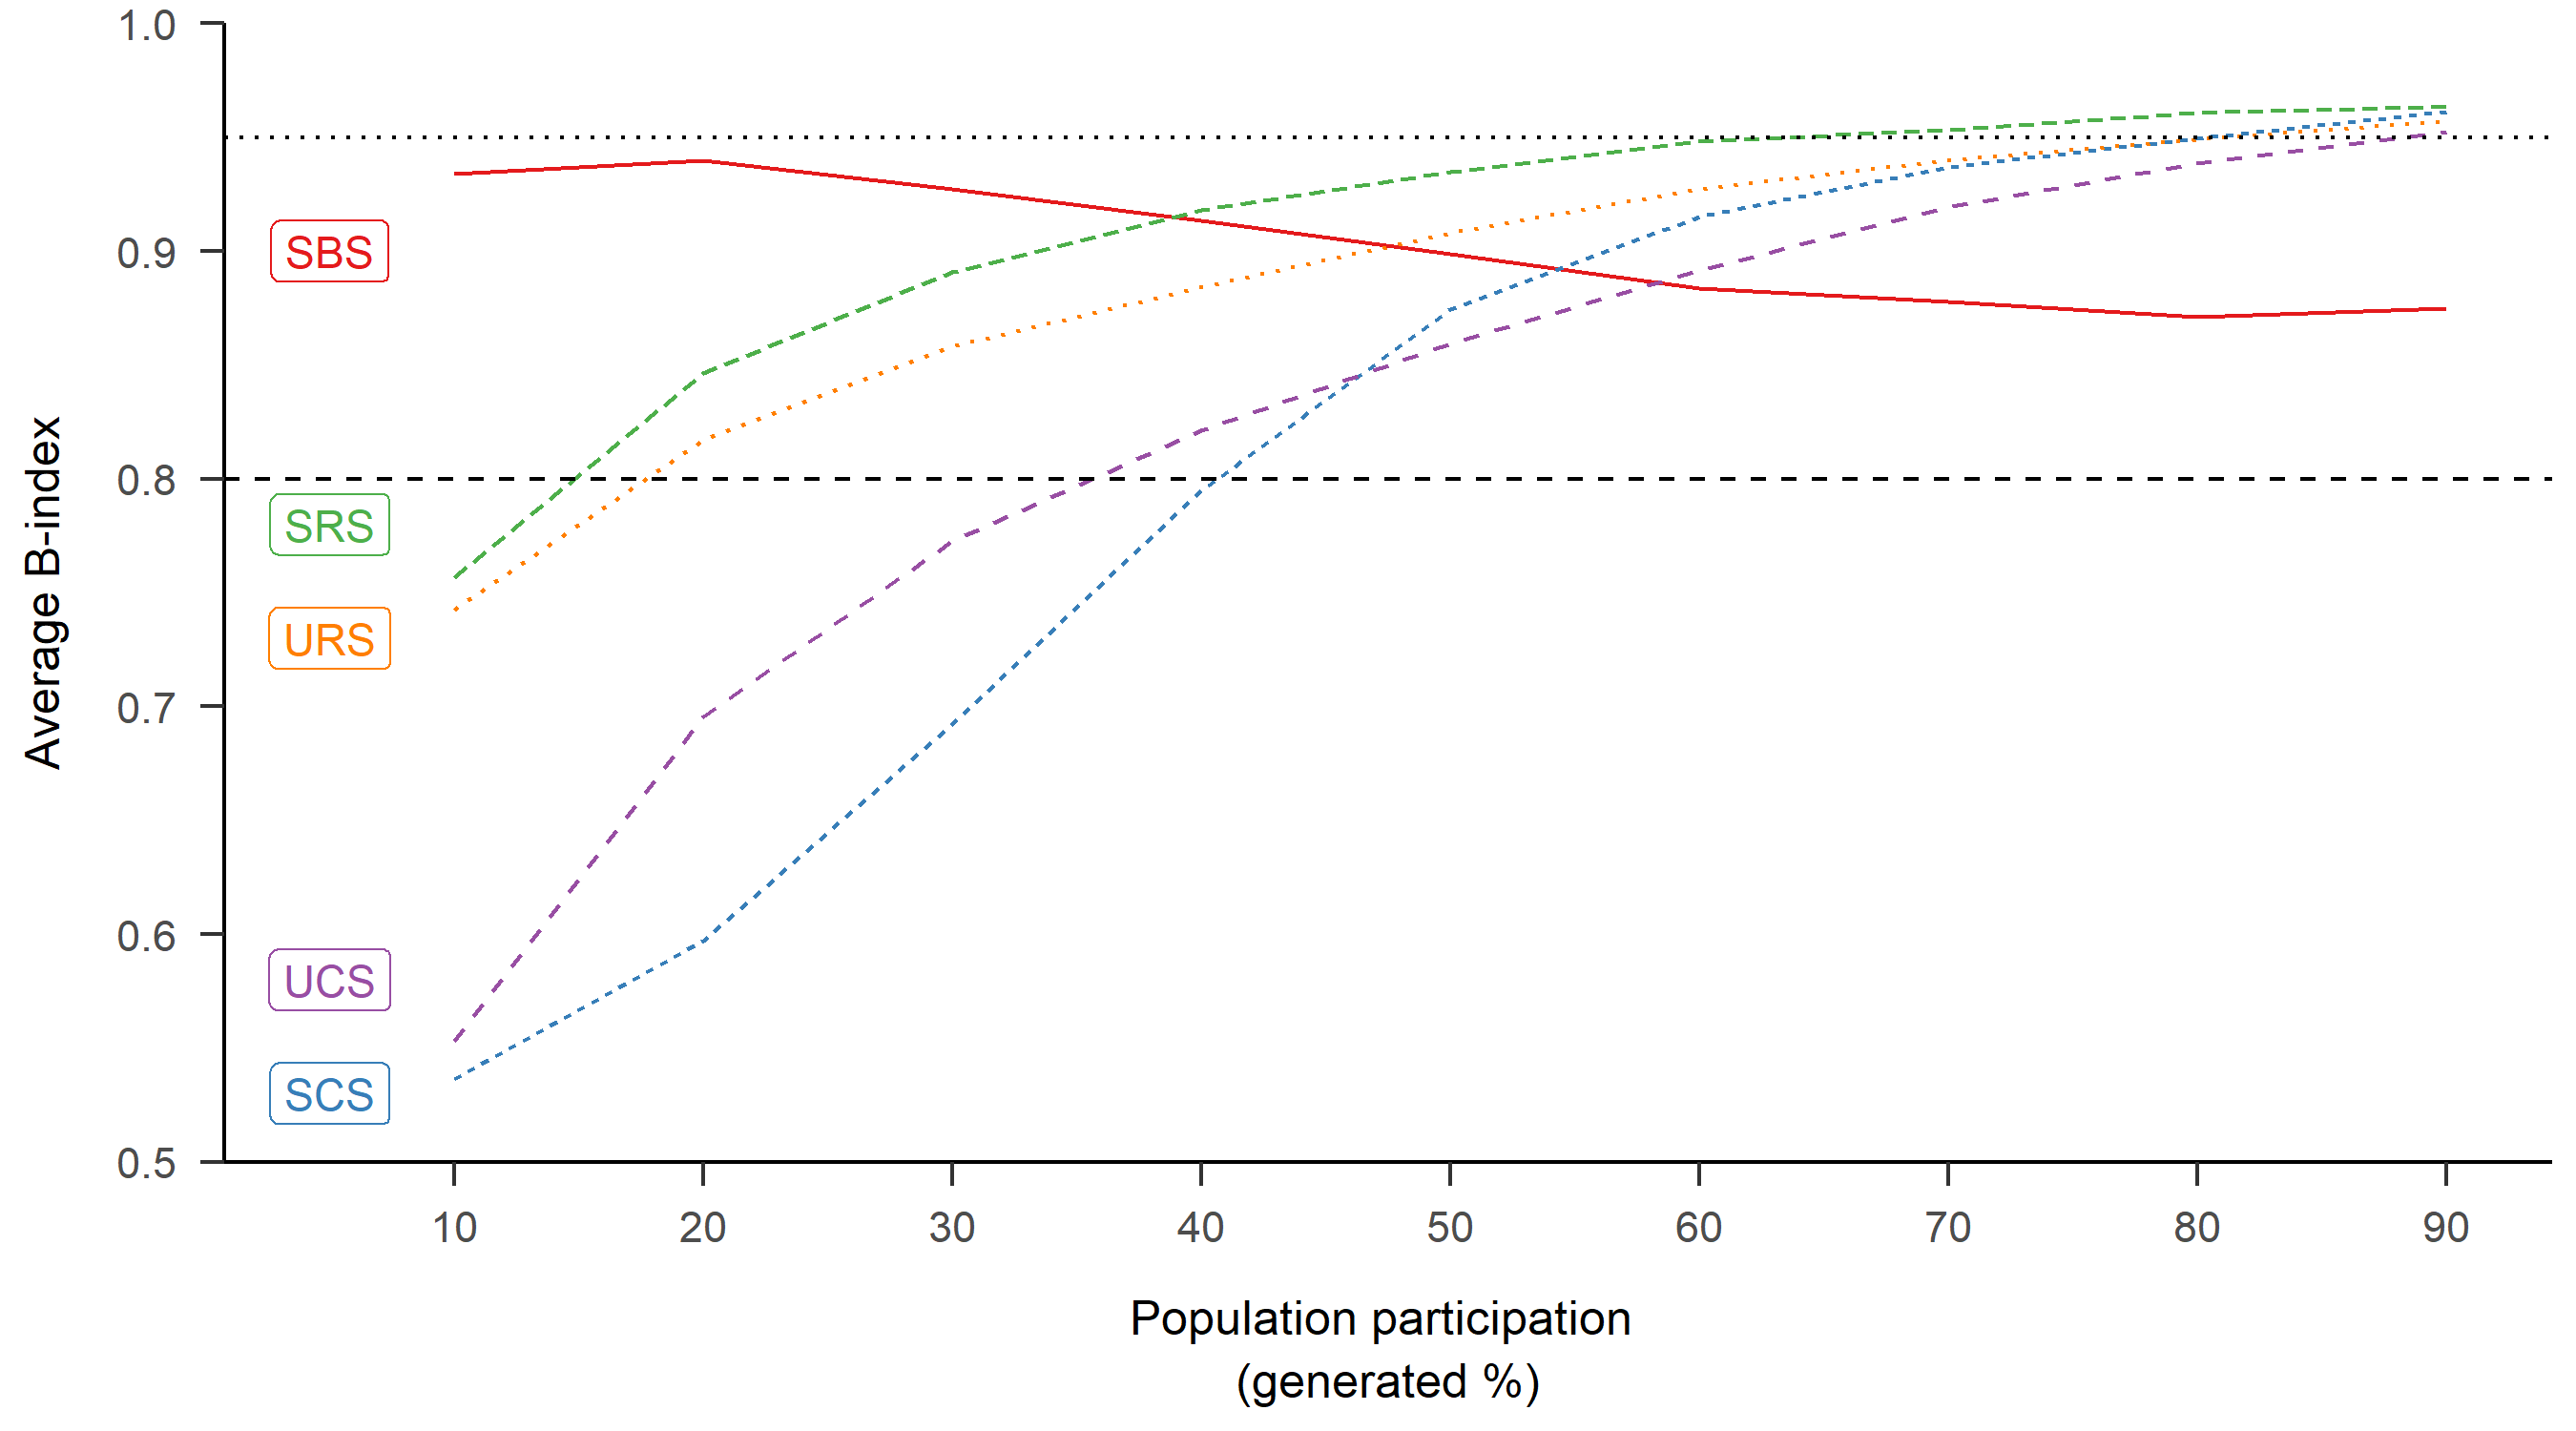 1.0
0.9
0.8
0.7
0.6
0.5
Average B-index
SBS
SRS
URS
UCS
SCS
10 20 30 40 50 60 70 80 90
Population participation
(generated %)